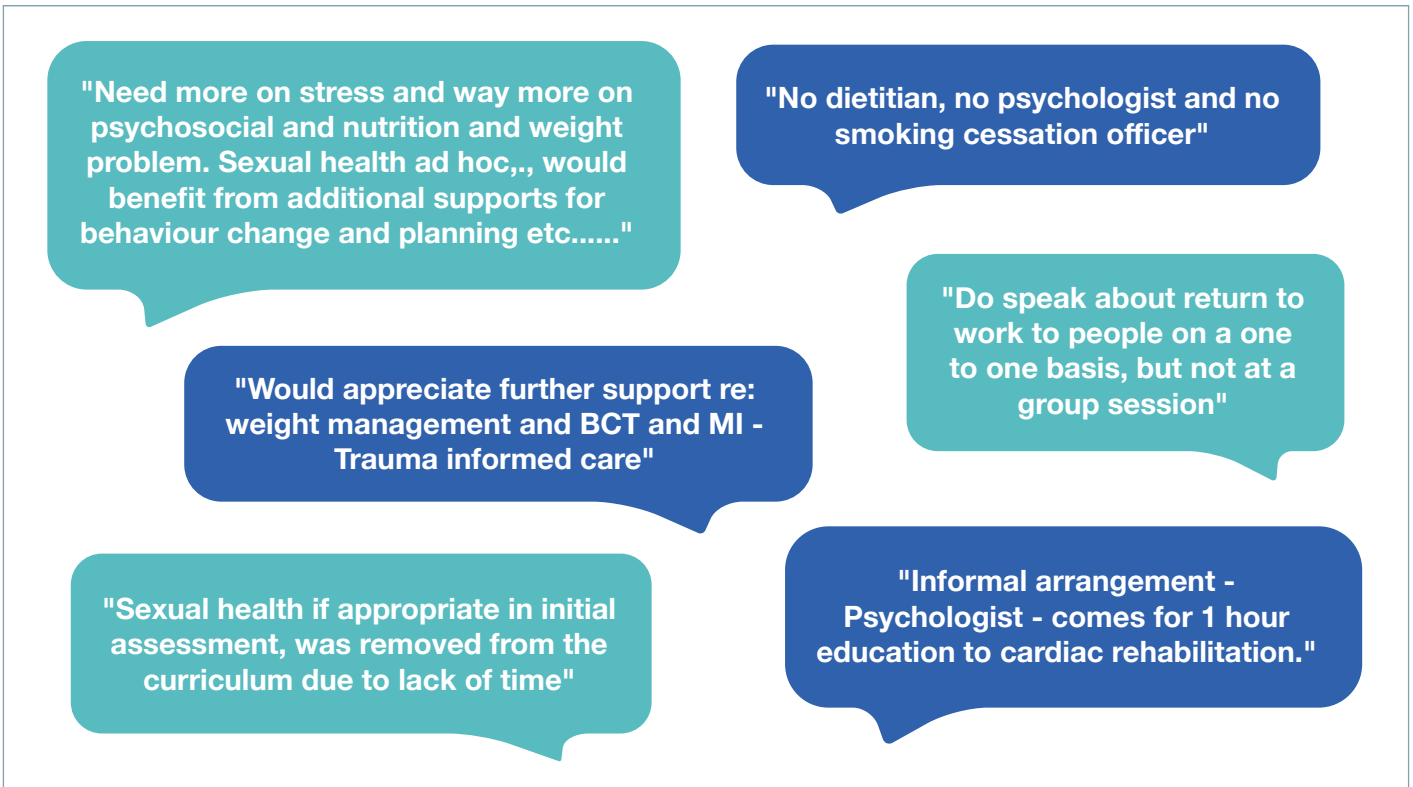 "Need more on stress and way more on
psychosocial and nutrition and weight
problem. Sexual health ad hoc,., would
benefit from additional supports for
behaviour change and planning etc......"
"No dietitian, no psychologist and no
smoking cessation officer"
"Do speak about return to
work to people on a one
to one basis, but not at a
group session"
"Would appreciate further support re:
weight management and BCT and MI -
Trauma informed care"
"Sexual health if appropriate in initial
assessment, was removed from the
curriculum due to lack of time"
"Informal arrangement -
Psychologist - comes for 1 hour
education to cardiac rehabilitation."